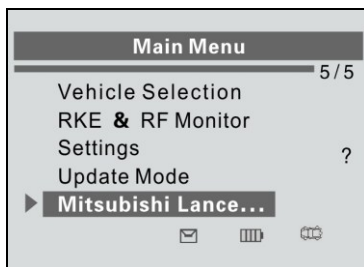 Main Menu
5/5
Vehicle Selection
RKE & RF Monitor
Settings
?
Update Mode
Mitsubishi Lance...